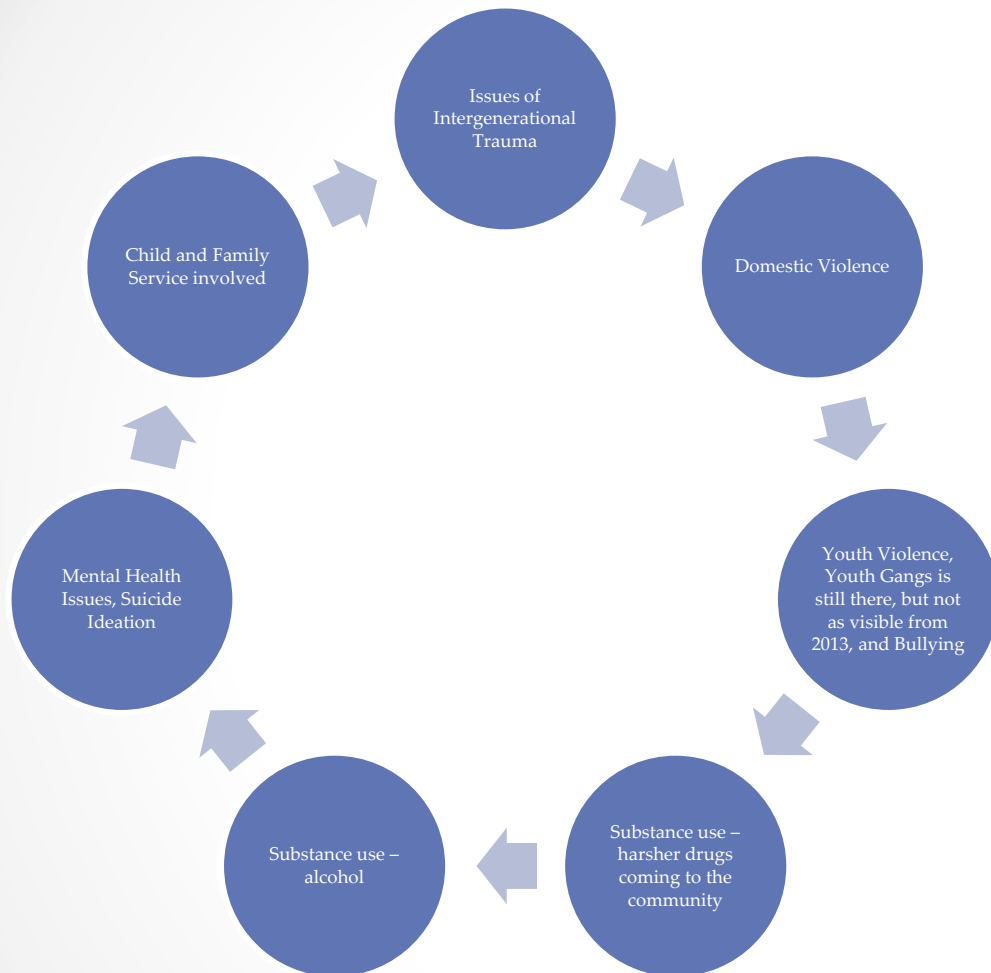 Issues of
Intergenerational
Trauma
Domestic Violence
Youth Violence,
Youth Gangs is
still there, but not
as visible from
2013, and Bullying
Substance use –
harsher drugs
coming to the
community
Substance use –
alcohol
Mental Health
Issues, Suicide
Ideation
Child and Family
Service involved